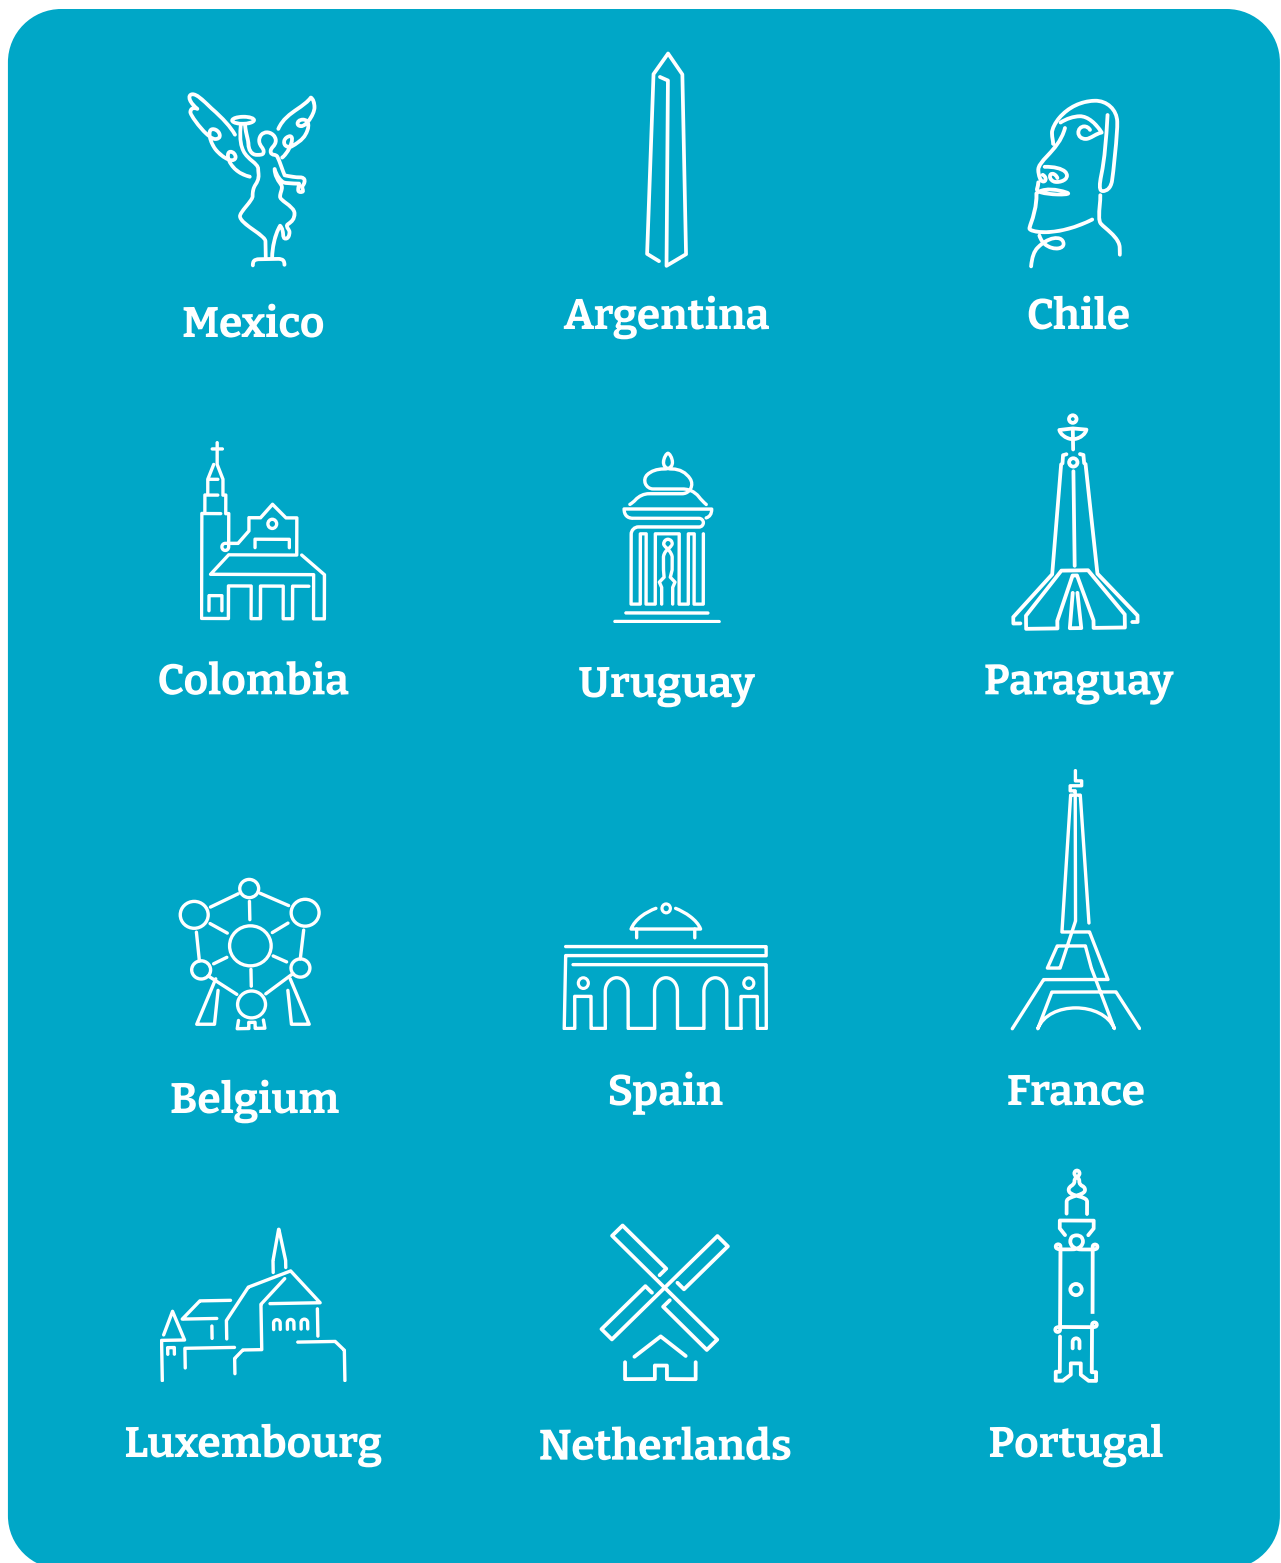 Mexico
Argentina
Chile
Colombia
Uruguay
Paraguay
Belgium
Spain
France
Luxembourg
Netherlands
Portugal